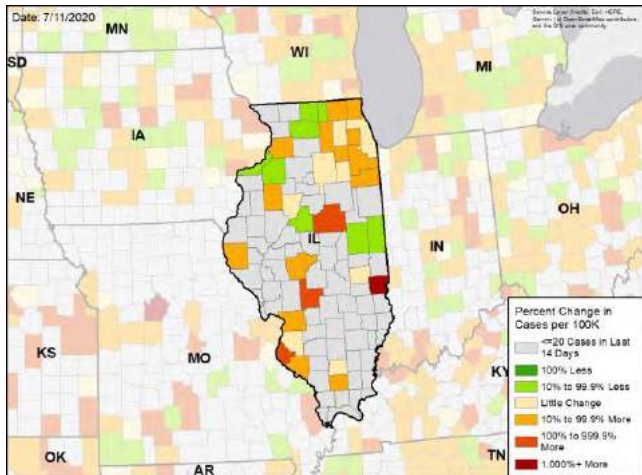 Date: 7/11/2020
MN
WI
SD
MI
IA
NE
OH
IL
IN
KS
MO
KY
OK
AR
TN
Percent Change in
Cases per 100K
<=20 Cases in Last
14 Days
100% Less
10% to 99.9% Less
Little Change
10% to 99.9% More
100% to 999.9%
More
1,000%+ More